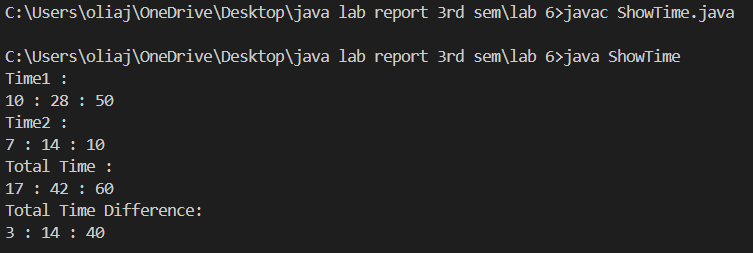 C:\Users\oliaj\OneDrive\Desktop\java lab report 3rd sem\lab 6>javac ShowTime.java
C:\Users\oliaj\OneDrive\Desktop\java lab report 3rd sem\lab 6>java ShowTime
Time1 :
10 : 28 : 50
Time2 :
7 : 14 : 10
Total Time :
17 : 42 : 60
Total Time Difference:
3 : 14 : 40